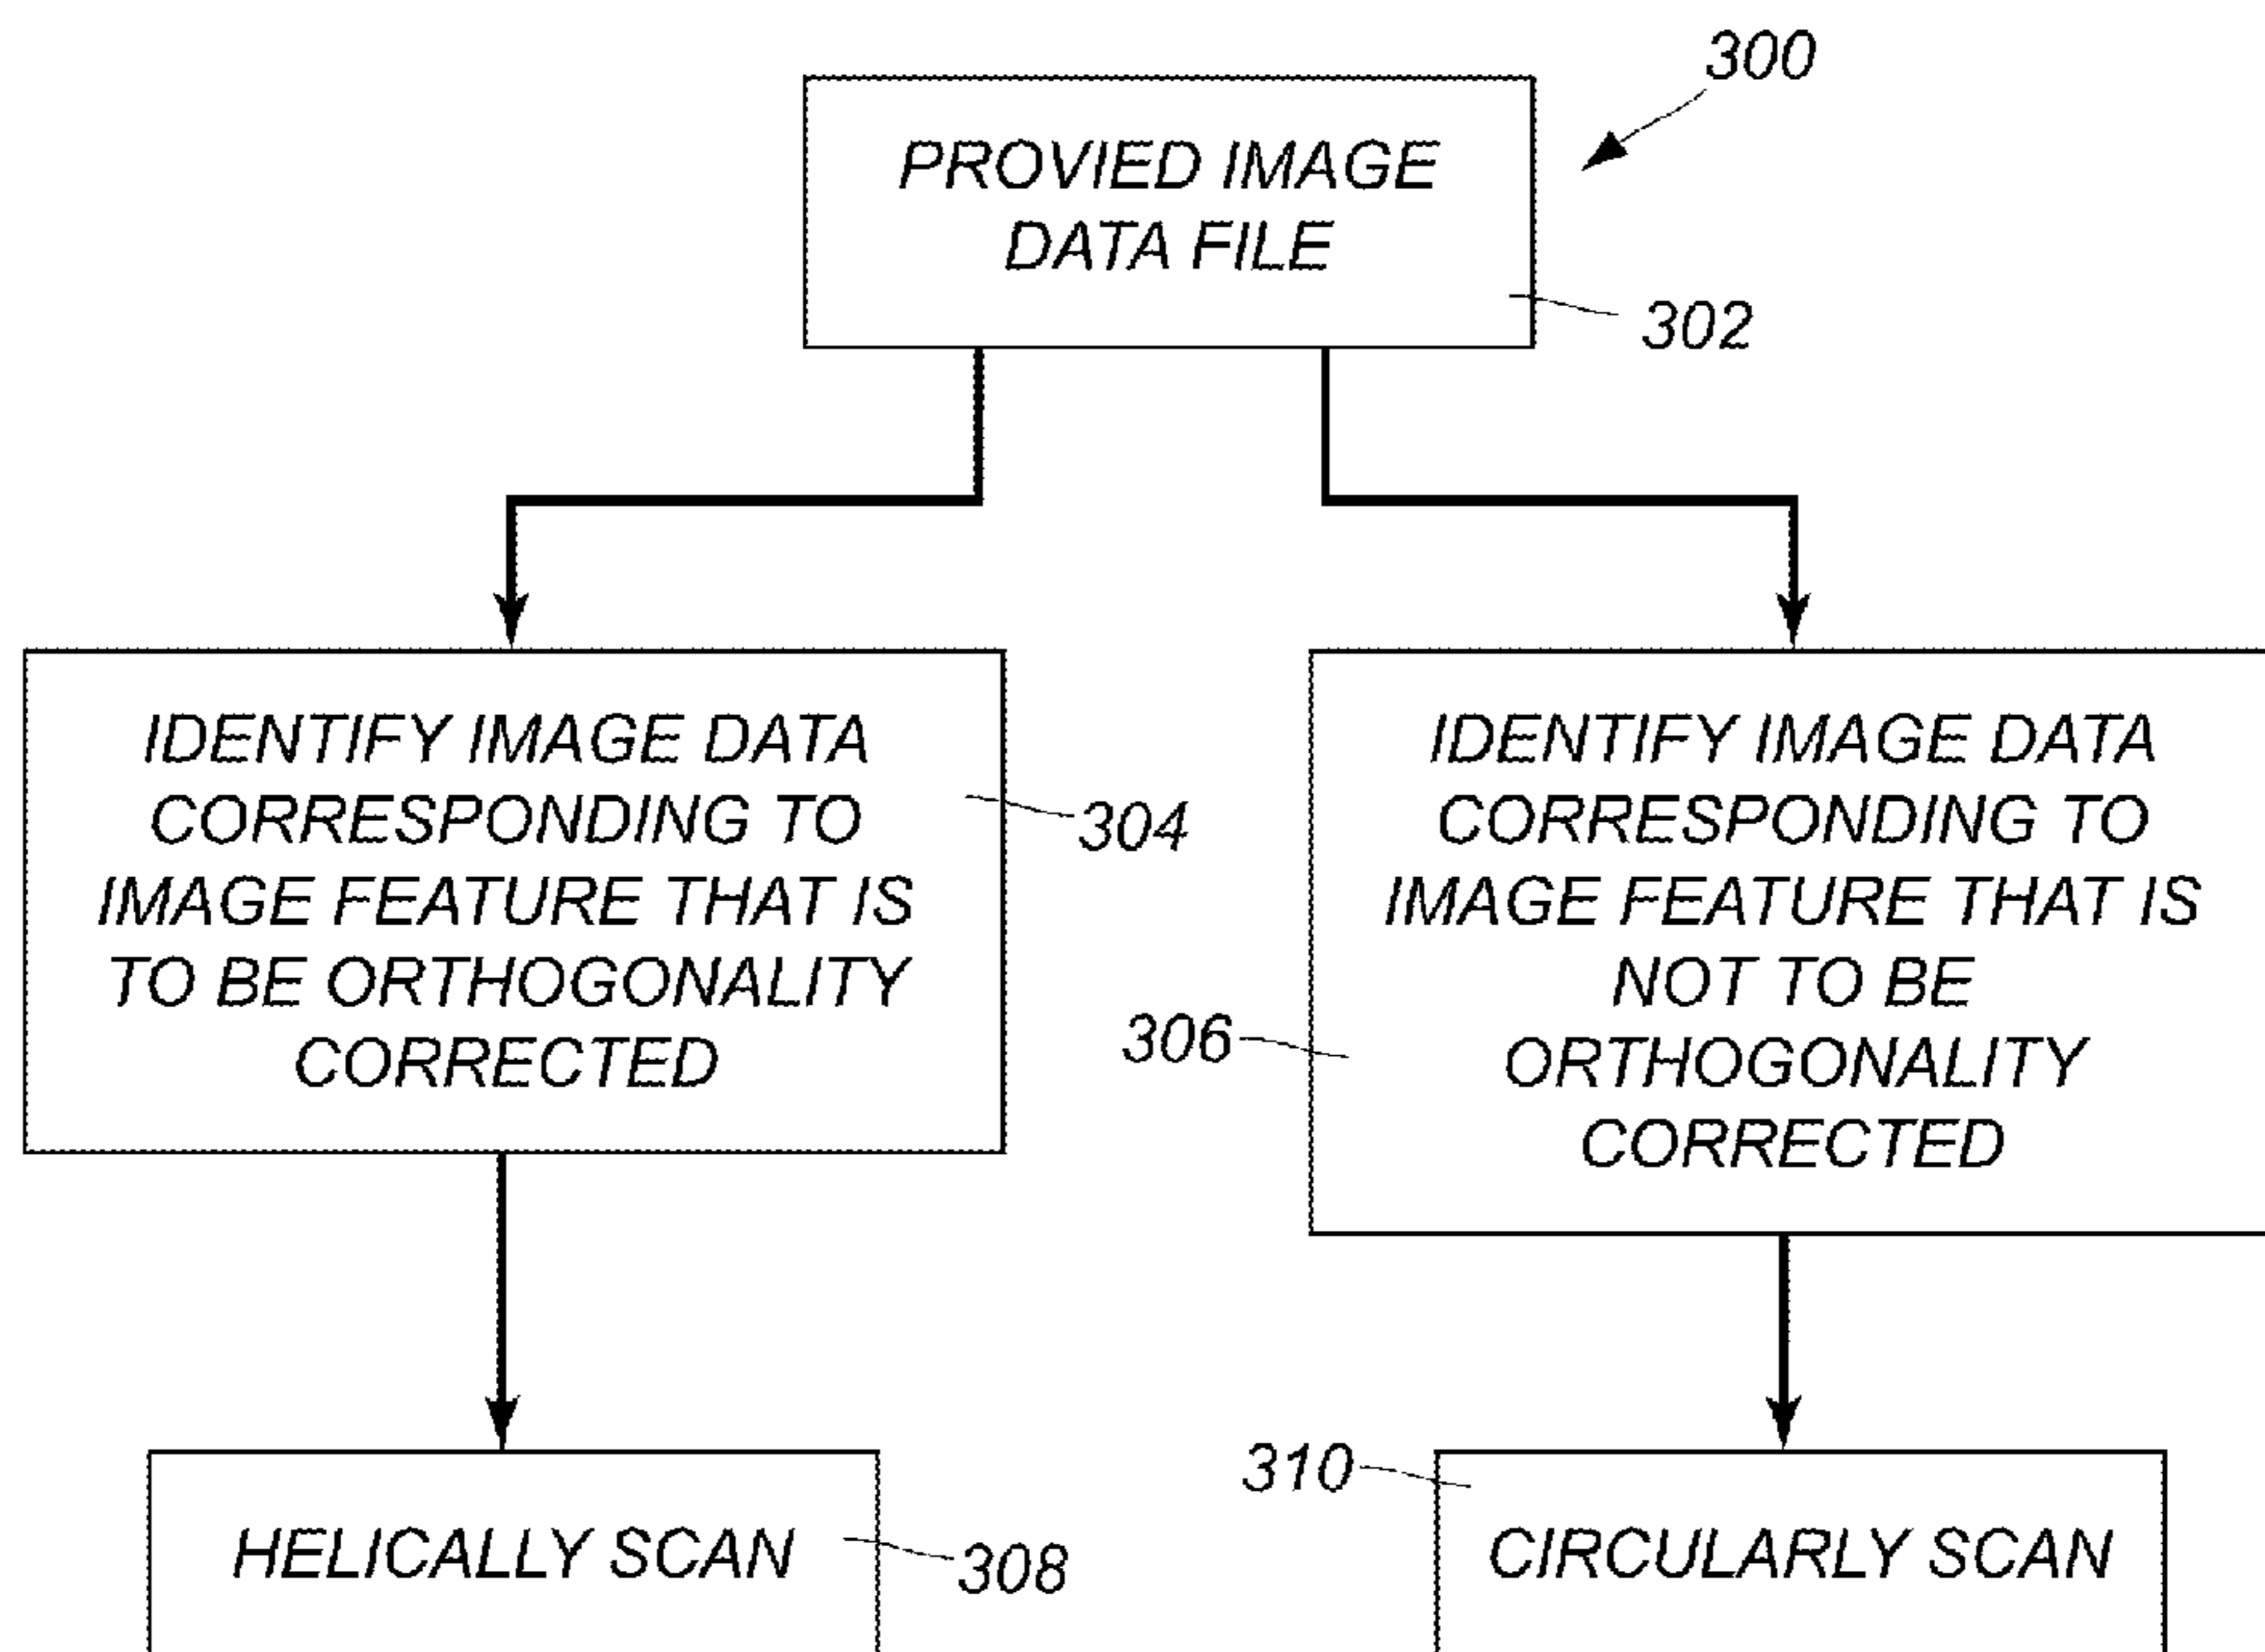 300
PROVIED IMAGE
DATA FILE
302
IDENTIFY IMAGE DATA
CORRESPONDING TO
IMAGE FEATURE THAT IS
TO BE ORTHOGONALITY
CORRECTED
304
IDENTIFY IMAGE DATA
CORRESPONDING TO
IMAGE FEATURE THAT IS
NOT TO BE
ORTHOGONALITY
CORRECTED
306
HELICALLY SCAN
308
310
CIRCULARLY SCAN